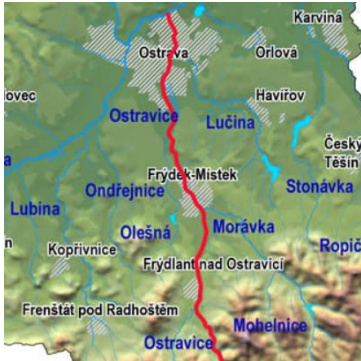 Karviná
Ostrava
Orlová
Havířov
Ostravice
Lučina
Český
Těšín
Frýdek-Místek
Ondřejnice
Stonávka
Lubina
Olešná
Morávka
Kopřivnice
Frýdlant nad Ostravicí
Frenštát pod Radhoštěm
Mohelnice
Ostravice